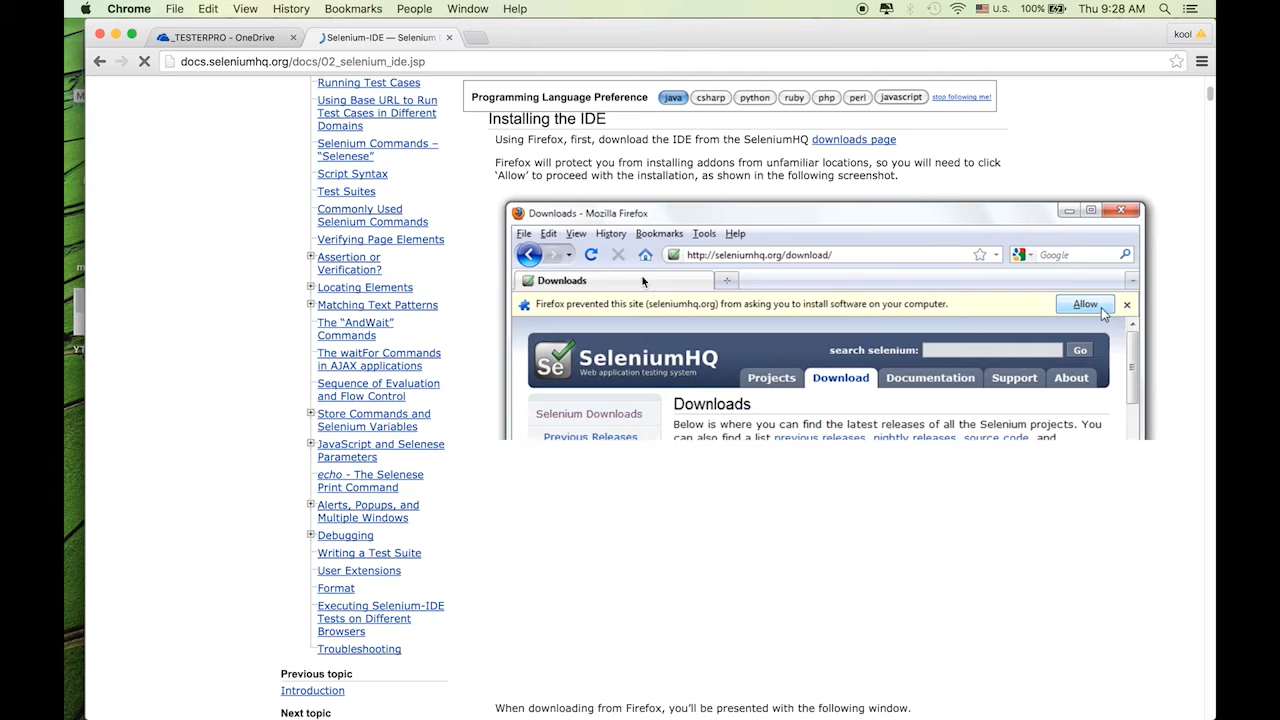 Chrome File Edit View History Bookmarks People Window Help U.S. 100% Thu 9:28 AM
_TESTERPRO - OneDrive Selenium-IDE — Selenium kool
docs.seleniumhq.org/docs/02_selenium_ide.jsp
Running Test Cases
Using Base URL to Run
Test Cases in Different
Domains
Selenium Commands –
“Selenese”
Script Syntax
Test Suites
Commonly Used
Selenium Commands
Verifying Page Elements
Assertion or
Verification?
Locating Elements
Matching Text Patterns
The “AndWait”
Commands
The waitFor Commands
in AJAX applications
Sequence of Evaluation
and Flow Control
Store Commands and
Selenium Variables
JavaScript and Selenese
Parameters
echo - The Selenese
Print Command
Alerts, Popups, and
Multiple Windows
Debugging
Writing a Test Suite
User Extensions
Format
Executing Selenium-IDE
Tests on Different
Browsers
Troubleshooting
Previous topic
Introduction
Next topic
Programming Language Preference java csharp python ruby php perl javascript stop following me!
Installing the IDE
Using Firefox, first, download the IDE from the SeleniumHQ downloads page
Firefox will protect you from installing addons from unfamiliar locations, so you will need to click
‘Allow’ to proceed with the installation, as shown in the following screenshot.
Downloads - Mozilla Firefox
File Edit View History Bookmarks Tools Help
http://seleniumhq.org/download/ Google
Downloads
Firefox prevented this site (seleniumhq.org) from asking you to install software on your computer. Allow
Se SeleniumHQ
Web application testing system
search selenium: Go
Projects Download Documentation Support About
Selenium Downloads
Previous Releases
Downloads
Below is where you can find the latest releases of all the Selenium projects. You
can also find a list previous releases, nightly releases, source code, and
When downloading from Firefox, you’ll be presented with the following window.